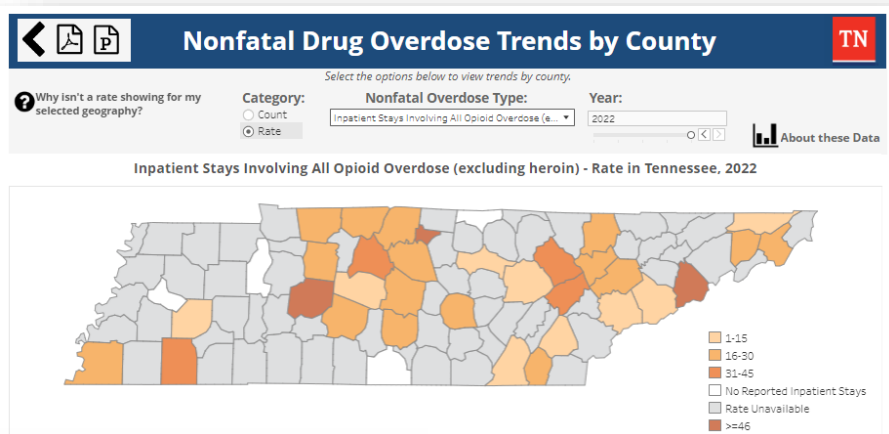 P
Nonfatal Drug Overdose Trends by County
TN
Select the options below to view trends by county.
? Why isn't a rate showing for my
selected geography?
Category:
Count
Rate
Nonfatal Overdose Type:
Inpatient Stays Involving All Opioid Overdose (e...
Year:
2022
About these Data
Inpatient Stays Involving All Opioid Overdose (excluding heroin) - Rate in Tennessee, 2022
1-15
16-30
31-45
No Reported Inpatient Stays
Rate Unavailable
>=46